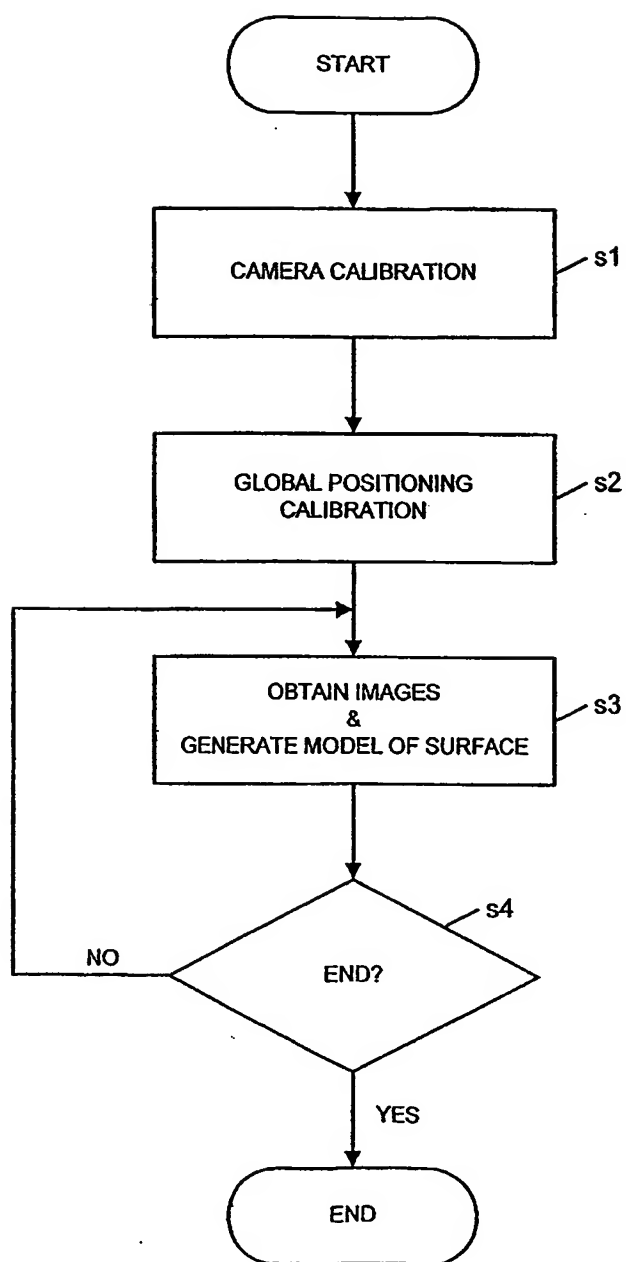 START
CAMERA CALIBRATION
s1
GLOBAL POSITIONING
CALIBRATION
s2
OBTAIN IMAGES
&
GENERATE MODEL OF SURFACE
s3
s4
END?
NO
YES
END